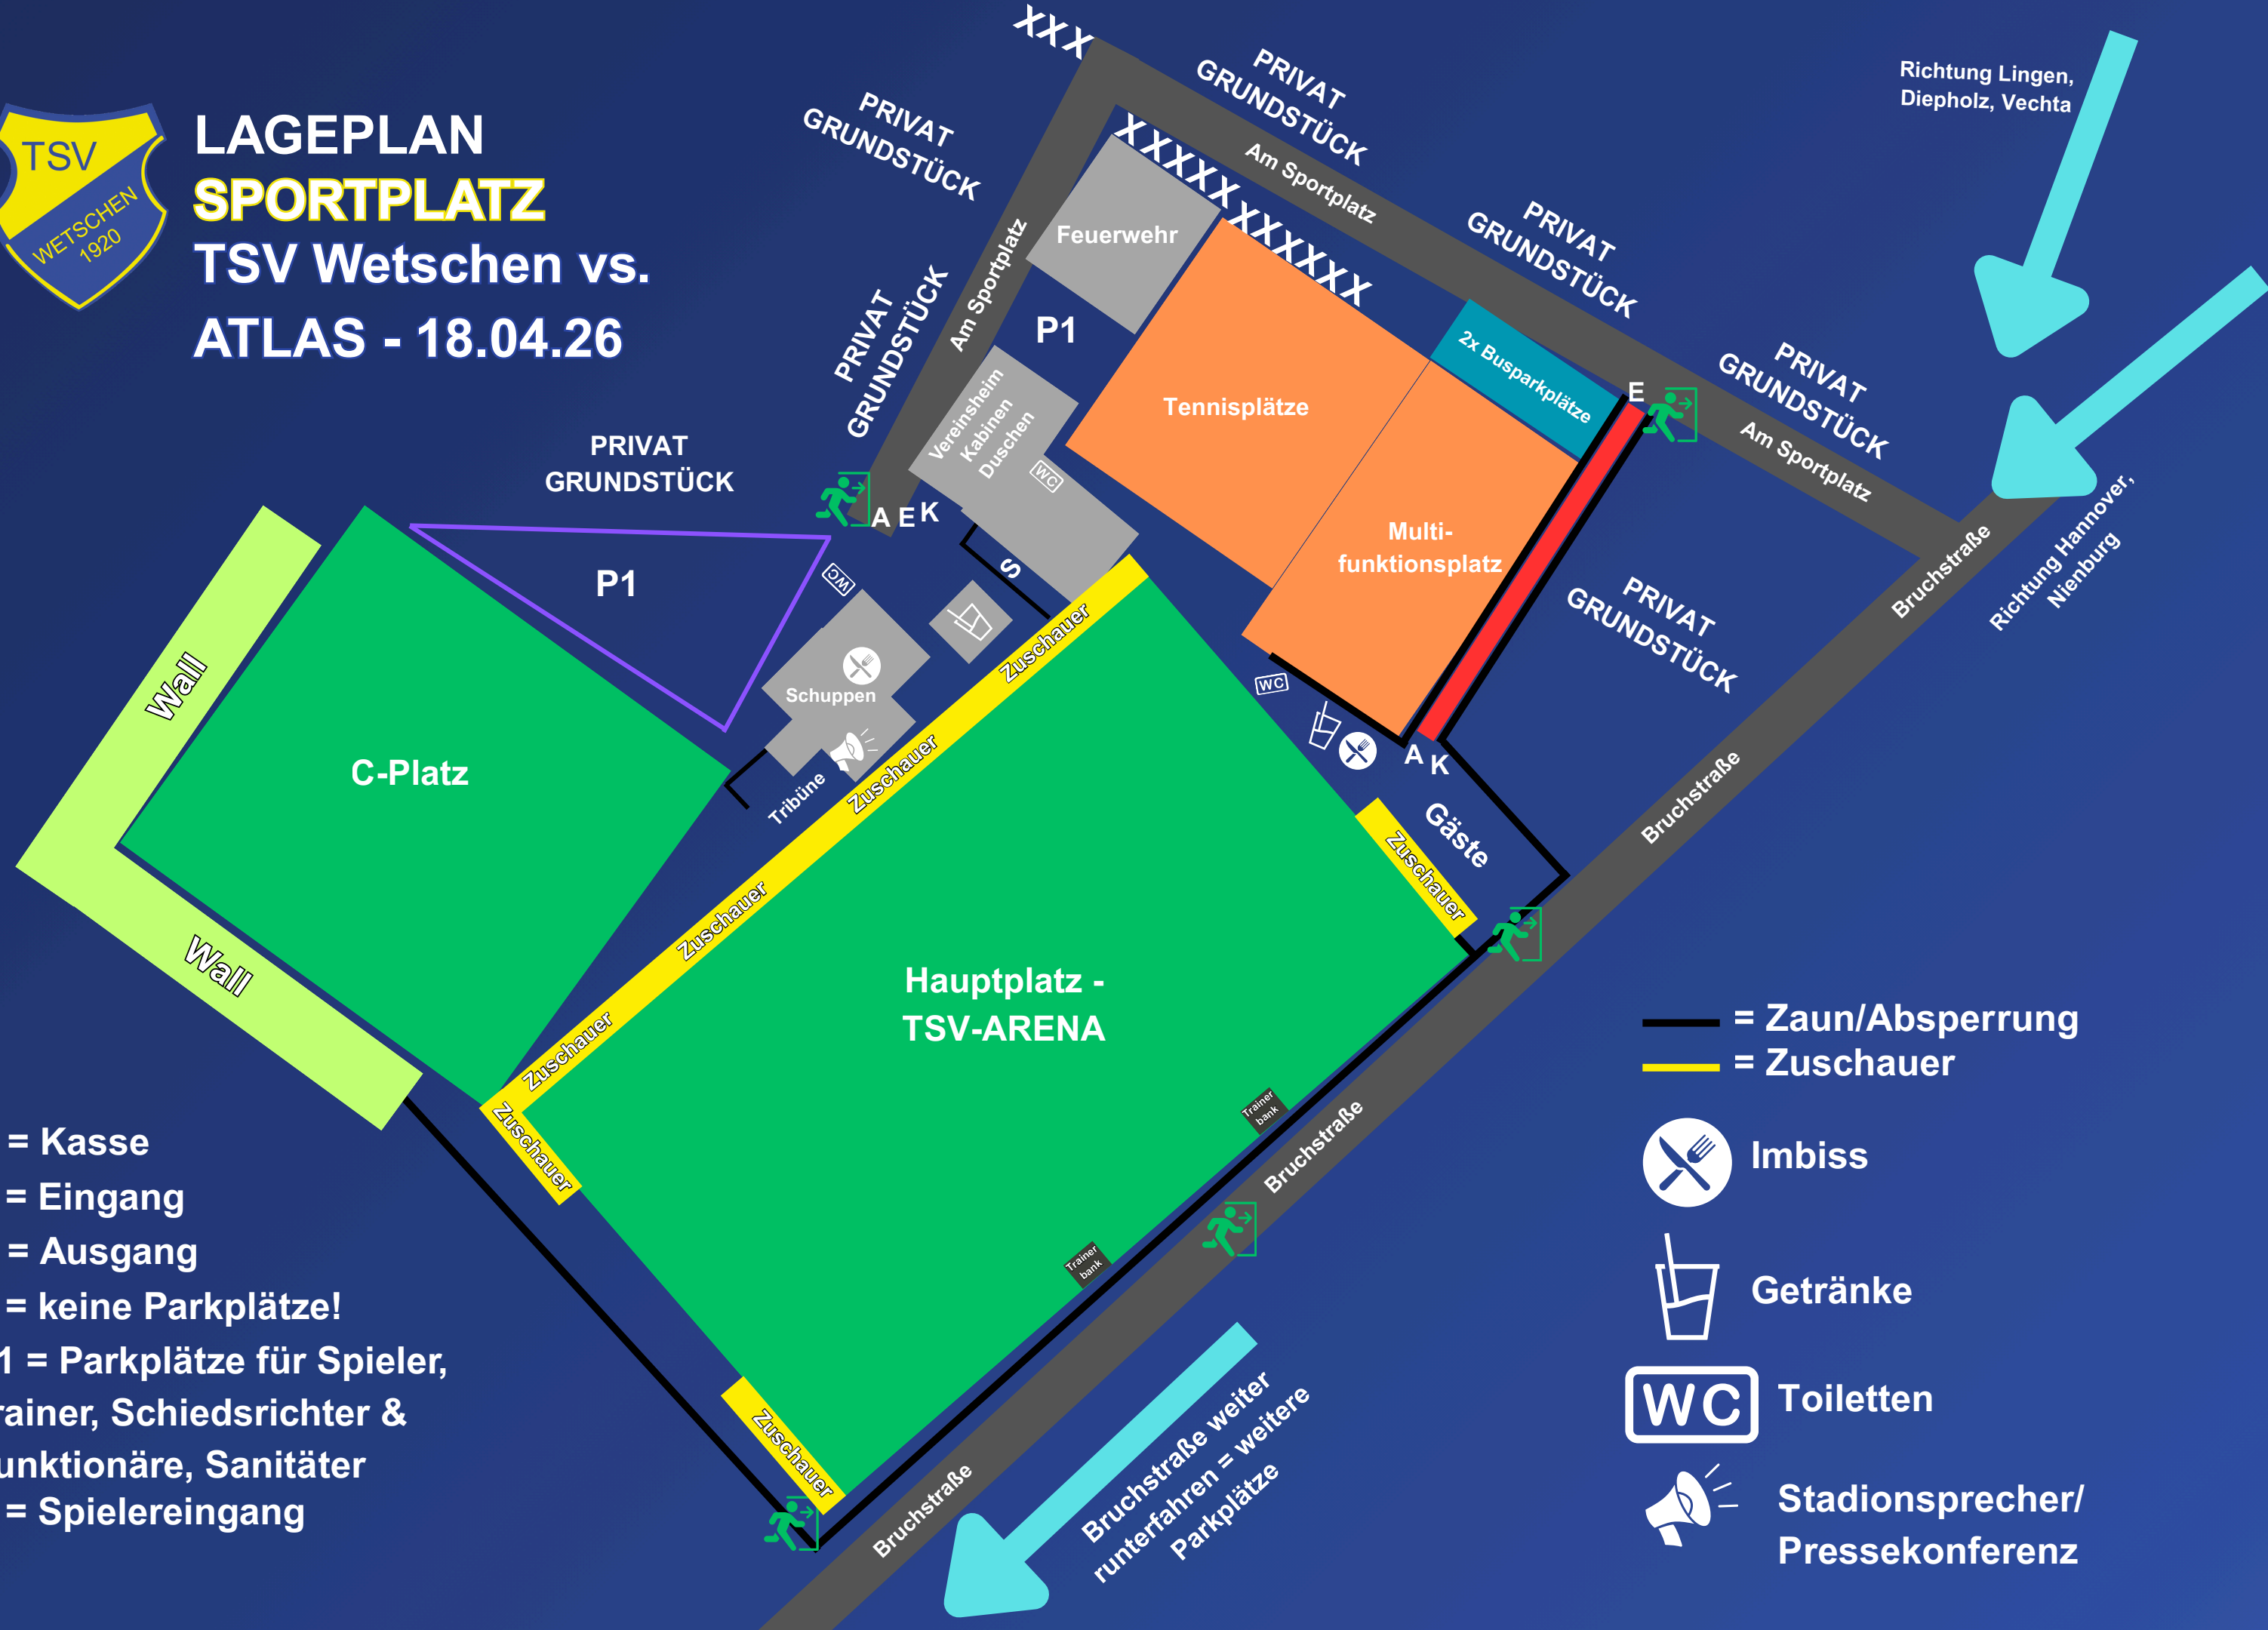 TSV
WETSCHEN
1920
LAGEPLAN
SPORTPLATZ
TSV Wetschen vs.
ATLAS - 18.04.26
XXX
PRIVAT
GRUNDSTÜCK
PRIVAT
GRUNDSTÜCK
Richtung Lingen,
Diepholz, Vechta
XXXXX
XXXXXX
Am Sportplatz
PRIVAT
GRUNDSTÜCK
Feuerwehr
Am Sportplatz
PRIVAT
GRUNDSTÜCK
P1
2x Busparkplätze
E
PRIVAT
GRUNDSTÜCK
Am Sportplatz
Vereinsheim
Kabinen
Duschen
WC
Tennisplätze
PRIVAT
GRUNDSTÜCK
A E K
Multi-
funktionsplatz
Bruchstraße
Richtung Hannover,
Nienburg
P1
WC
S
PRIVAT
GRUNDSTÜCK
Wall
Schuppen
Zuschauer
WC
C-Platz
Tribüne
Zuschauer
A K
Gäste
Bruchstraße
Zuschauer
Zuschauer
Wall
Hauptplatz -
TSV-ARENA
Zuschauer
Zuschauer
Trainer
bank
Bruchstraße
Trainer
bank
Zuschauer
Bruchstraße
Bruchstraße weiter
runterfahren = weitere
Parkplätze
= Kasse
= Eingang
= Ausgang
= keine Parkplätze!
1 = Parkplätze für Spieler,
rainer, Schiedsrichter &
unktionäre, Sanitäter
= Spielereingang
= Zaun/Absperrung
= Zuschauer
Imbiss
Getränke
WC Toiletten
Stadionsprecher/
Pressekonferenz